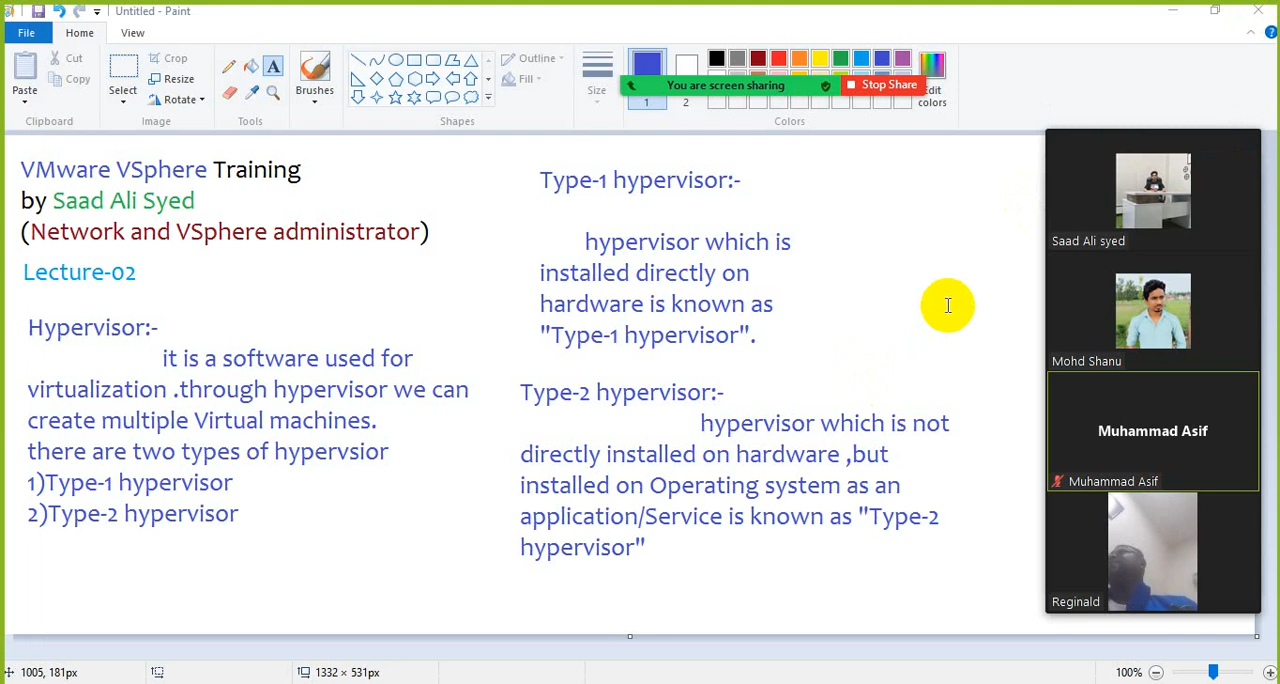 Untitled - Paint
File
Home
View
Paste
Cut
Copy
Clipboard
Select
Crop
Resize
Rotate
Image
Tools
Brushes
Shapes
Outline
Fill
Size
1
2
Colors
Edit
colors
You are screen sharing
Stop Share
VMware VSphere Training
by Saad Ali Syed
(Network and VSphere administrator)
Lecture-02
Hypervisor:-
it is a software used for
virtualization .through hypervisor we can
create multiple Virtual machines.
there are two types of hypervsior
1)Type-1 hypervisor
2)Type-2 hypervisor
Type-1 hypervisor:-
hypervisor which is
installed directly on
hardware is known as
"Type-1 hypervisor".
Type-2 hypervisor:-
hypervisor which is not
directly installed on hardware ,but
installed on Operating system as an
application/Service is known as "Type-2
hypervisor"
Saad Ali syed
Mohd Shanu
Muhammad Asif
Muhammad Asif
Reginald
1005, 181px
1332 × 531px
100%